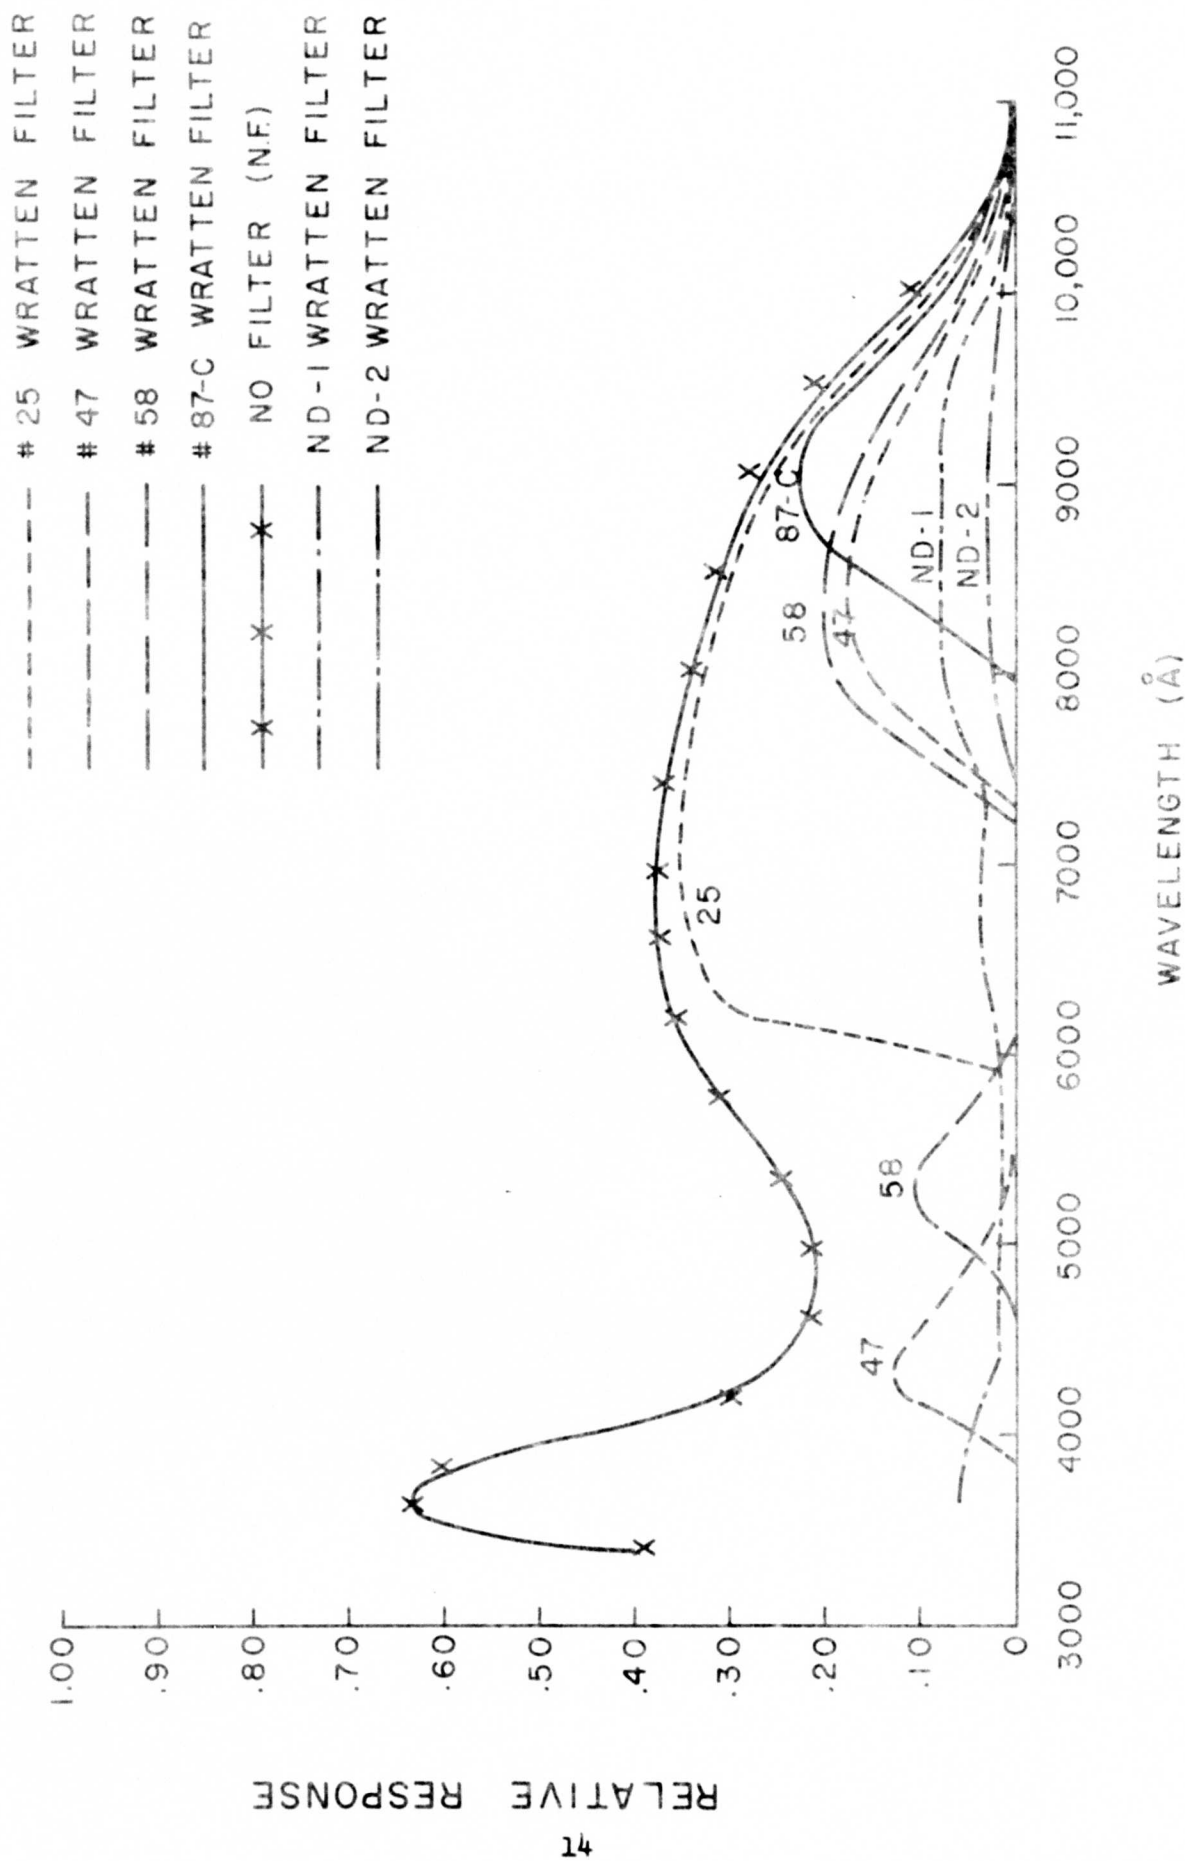 # 25 WRATTEN FILTER
# 47 WRATTEN FILTER
# 58 WRATTEN FILTER
# 87-C WRATTEN FILTER
NO FILTER (N.F.)
ND-1 WRATTEN FILTER
ND-2 WRATTEN FILTER
RELATIVE RESPONSE
1.00
.90
.80
.70
.60
.50
.40
.30
.20
.10
0
25
87-C
58
47
ND-1
ND-2
58
47
3000
4000
5000
6000
7000
8000
9000
10,000
11,000
WAVELENGTH (Å)
14